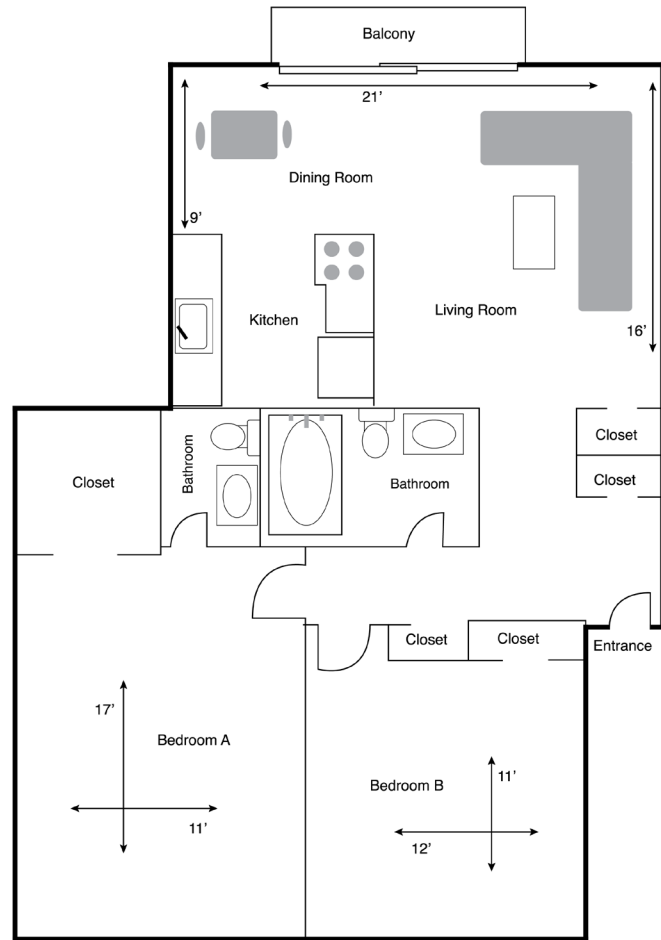 Balcony
21’
Dining Room
9’
Kitchen
Living Room
16’
Closet
Bathroom
Bathroom
Closet
Closet
Closet
Closet
Entrance
17’
Bedroom A
11’
Bedroom B
11’
12’